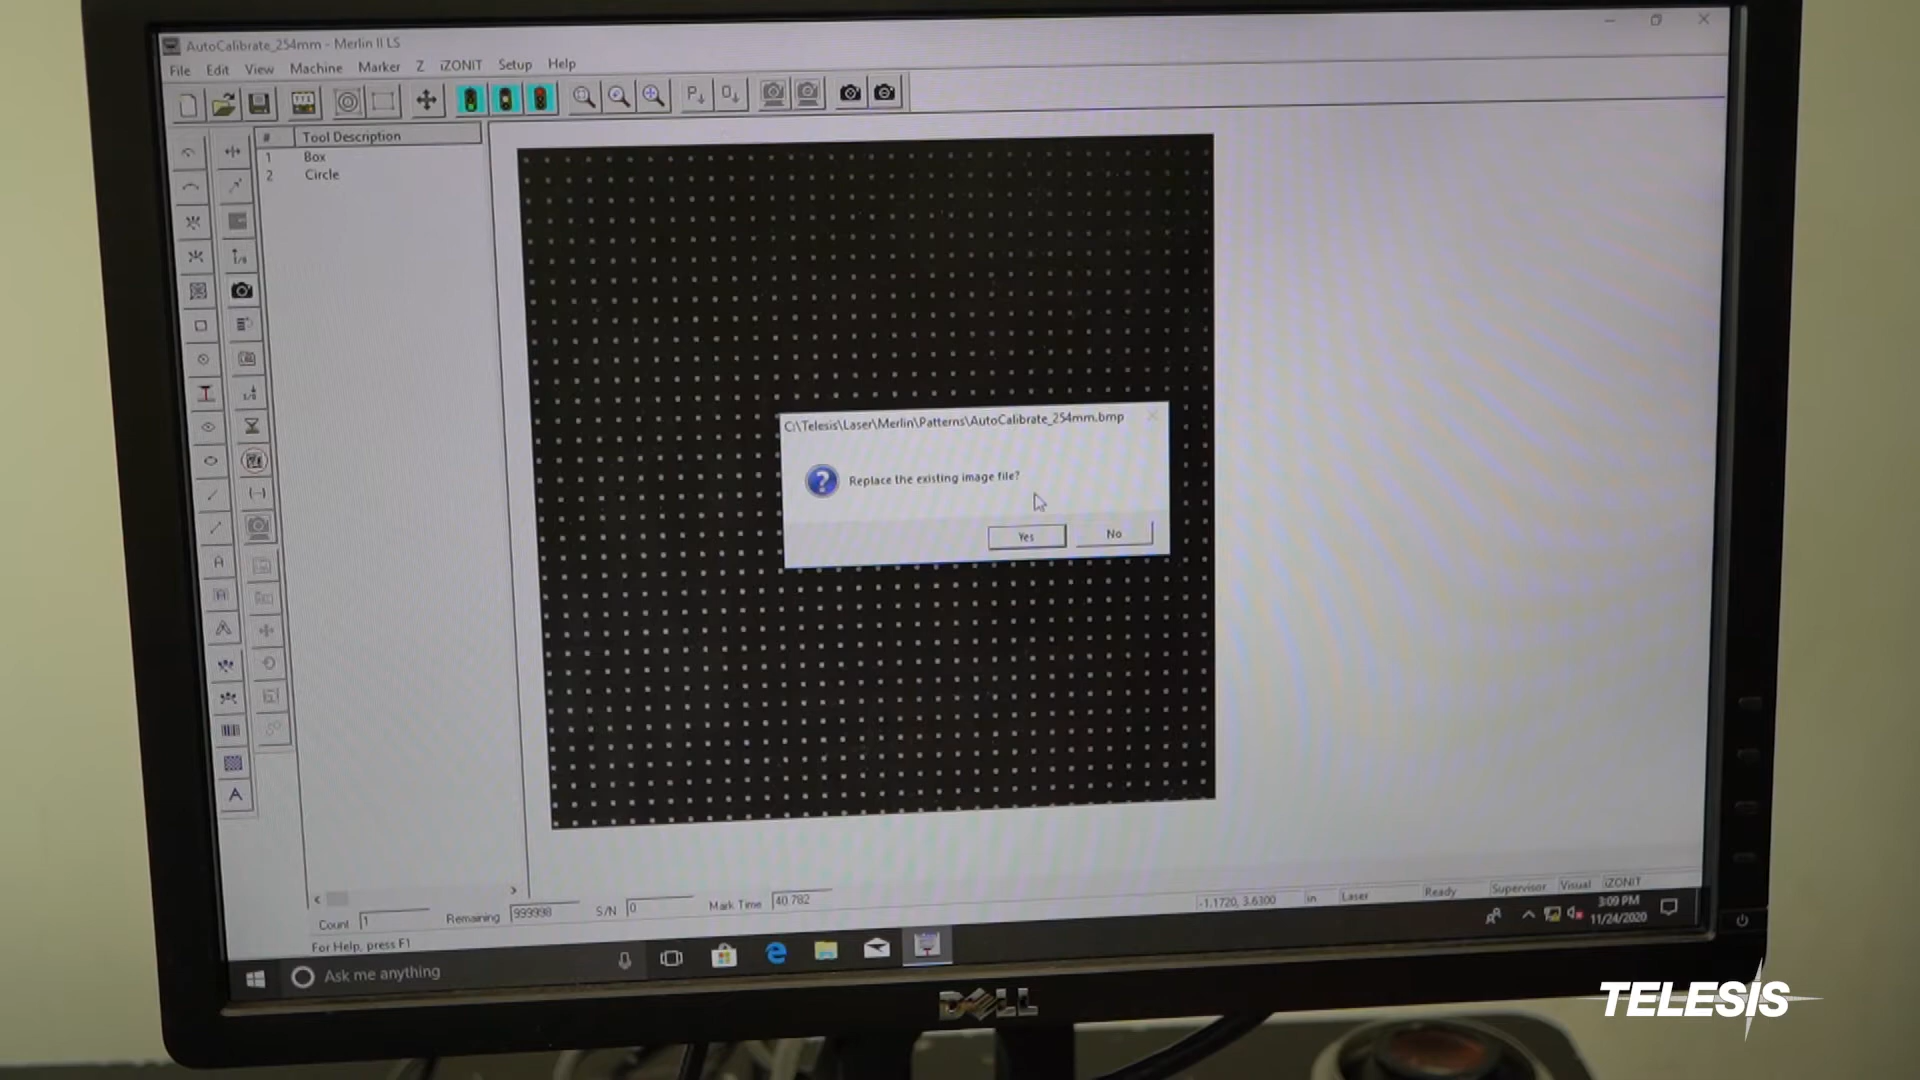 AutoCalibrate_254mm - Merlin II LS
File Edit View Machine Marker Z iZONIT Setup Help
# Tool Description
1 Box
2 Circle
C:\Telesis\Laser\Merlin\Patterns\AutoCalibrate_254mm.bmp
Replace the existing image file?
Yes No
Count 1 Remaining 999998 S/N 0 Mark Time 40.782
-1.1720, 3.6300 in Laser Ready Supervisor Visual iZONIT
For Help, press F1
3:09 PM
11/24/2020
Ask me anything
DELL
TELESIS